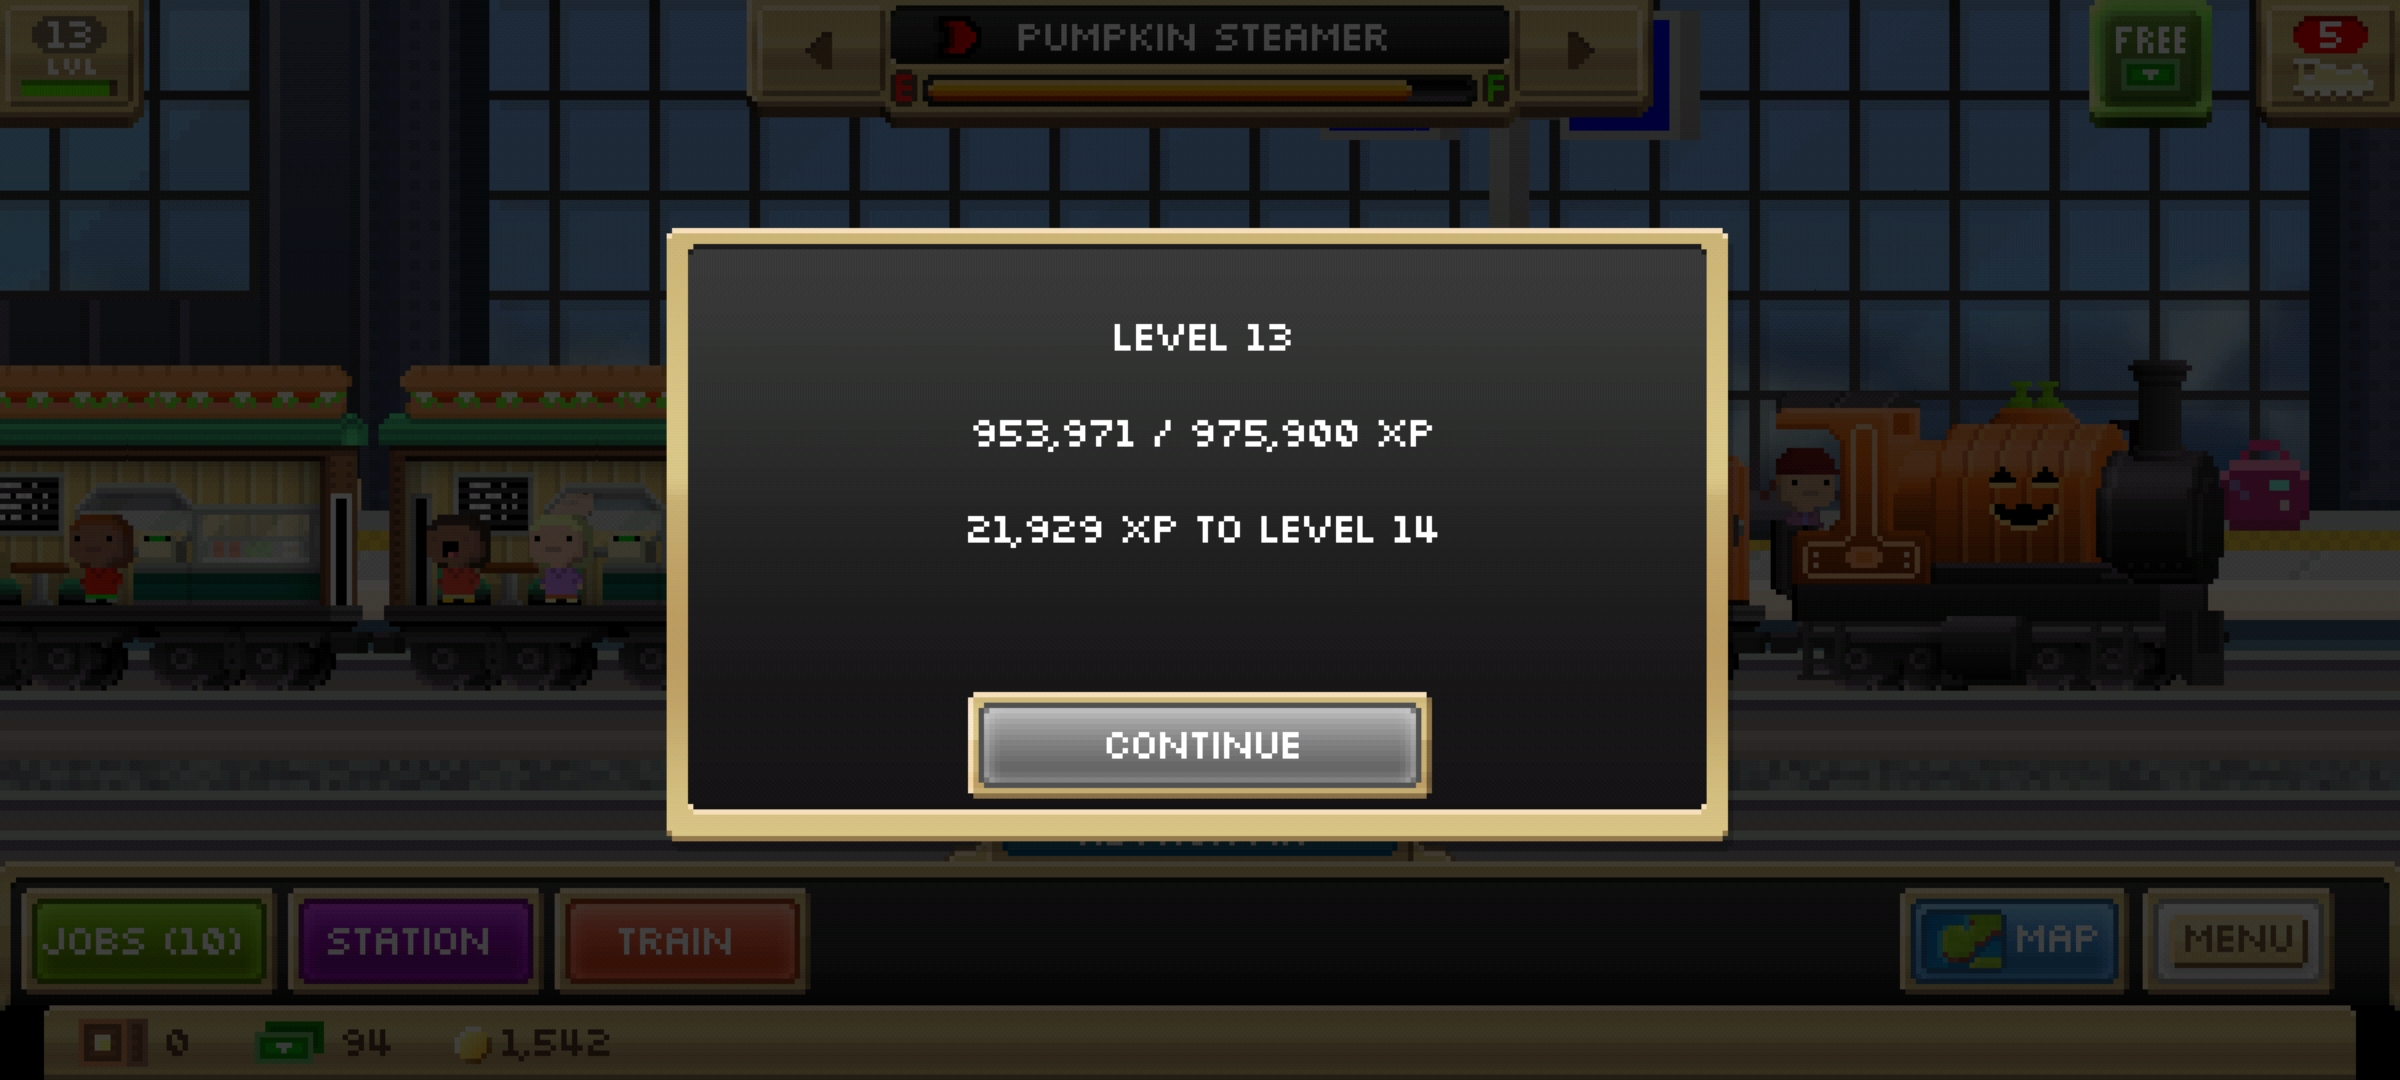 13
LVL
PUMPKIN STEAMER
E F
FREE
5
LEVEL 13
953,971 / 975,900 XP
21,929 XP TO LEVEL 14
CONTINUE
JOBS (10)
STATION
TRAIN
MAP
MENU
0
94
1,542